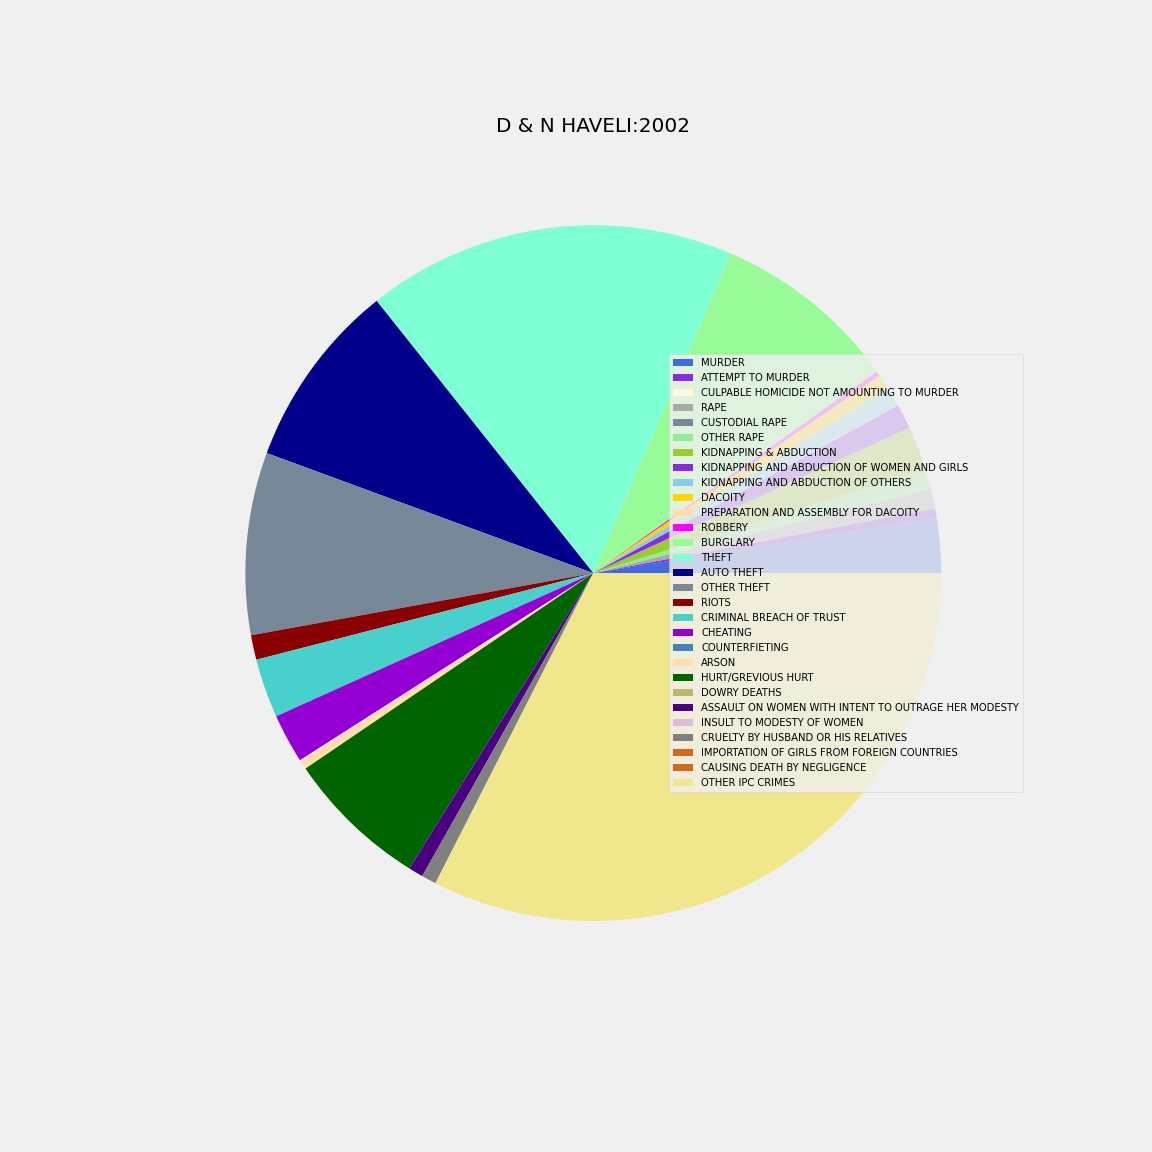 D & N HAVELI:2002
MURDER
ATTEMPT TO MURDER
CULPABLE HOMICIDE NOT AMOUNTING TO MURDER
RAPE
CUSTODIAL RAPE
OTHER RAPE
KIDNAPPING & ABDUCTION
KIDNAPPING AND ABDUCTION OF WOMEN AND GIRLS
KIDNAPPING AND ABDUCTION OF OTHERS
DACOITY
PREPARATION AND ASSEMBLY FOR DACOITY
ROBBERY
BURGLARY
THEFT
AUTO THEFT
OTHER THEFT
RIOTS
CRIMINAL BREACH OF TRUST
CHEATING
COUNTERFIETING
ARSON
HURT/GREVIOUS HURT
DOWRY DEATHS
ASSAULT ON WOMEN WITH INTENT TO OUTRAGE HER MODESTY
INSULT TO MODESTY OF WOMEN
CRUELTY BY HUSBAND OR HIS RELATIVES
IMPORTATION OF GIRLS FROM FOREIGN COUNTRIES
CAUSING DEATH BY NEGLIGENCE
OTHER IPC CRIMES